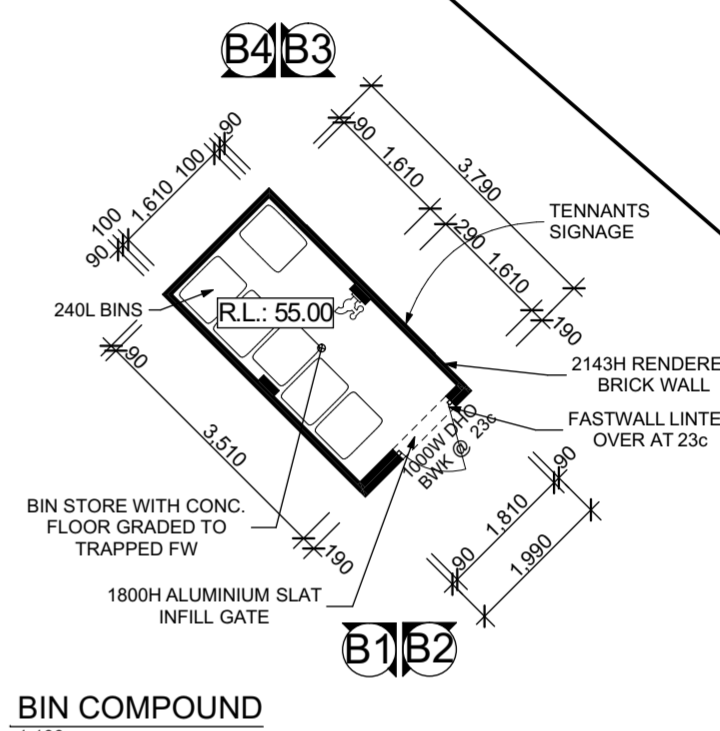 B4 B3
90
1,610
3,790
290
1,610
190
90
100
1,610
100
90
TENNANTS
SIGNAGE
240L BINS
R.L.: 55.00
2143H RENDERE
BRICK WALL
FASTWALL LINTE
OVER AT 23c
1000W DHO
BWK @ 23c
90
3,510
190
BIN STORE WITH CONC.
FLOOR GRADED TO
TRAPPED FW
90
1,810
90
1,990
1800H ALUMINIUM SLAT
INFILL GATE
B1 B2
BIN COMPOUND